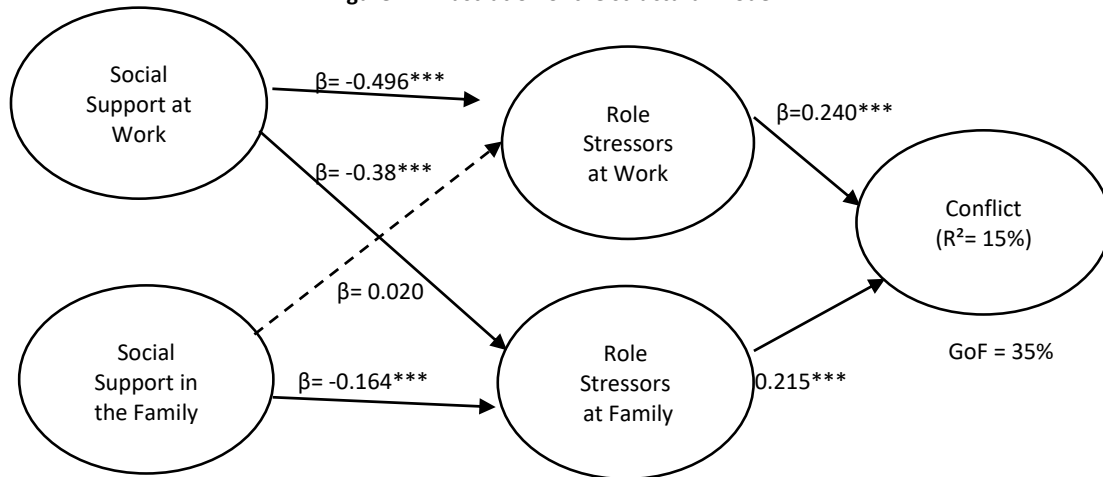 Social
Support at
Work
β= -0.496***
Role
Stressors
at Work
β=0.240***
β= -0.38***
Conflict
(R²= 15%)
β= 0.020
Social
Support in
the Family
β= -0.164***
Role
Stressors
at Family
0.215***
GoF = 35%